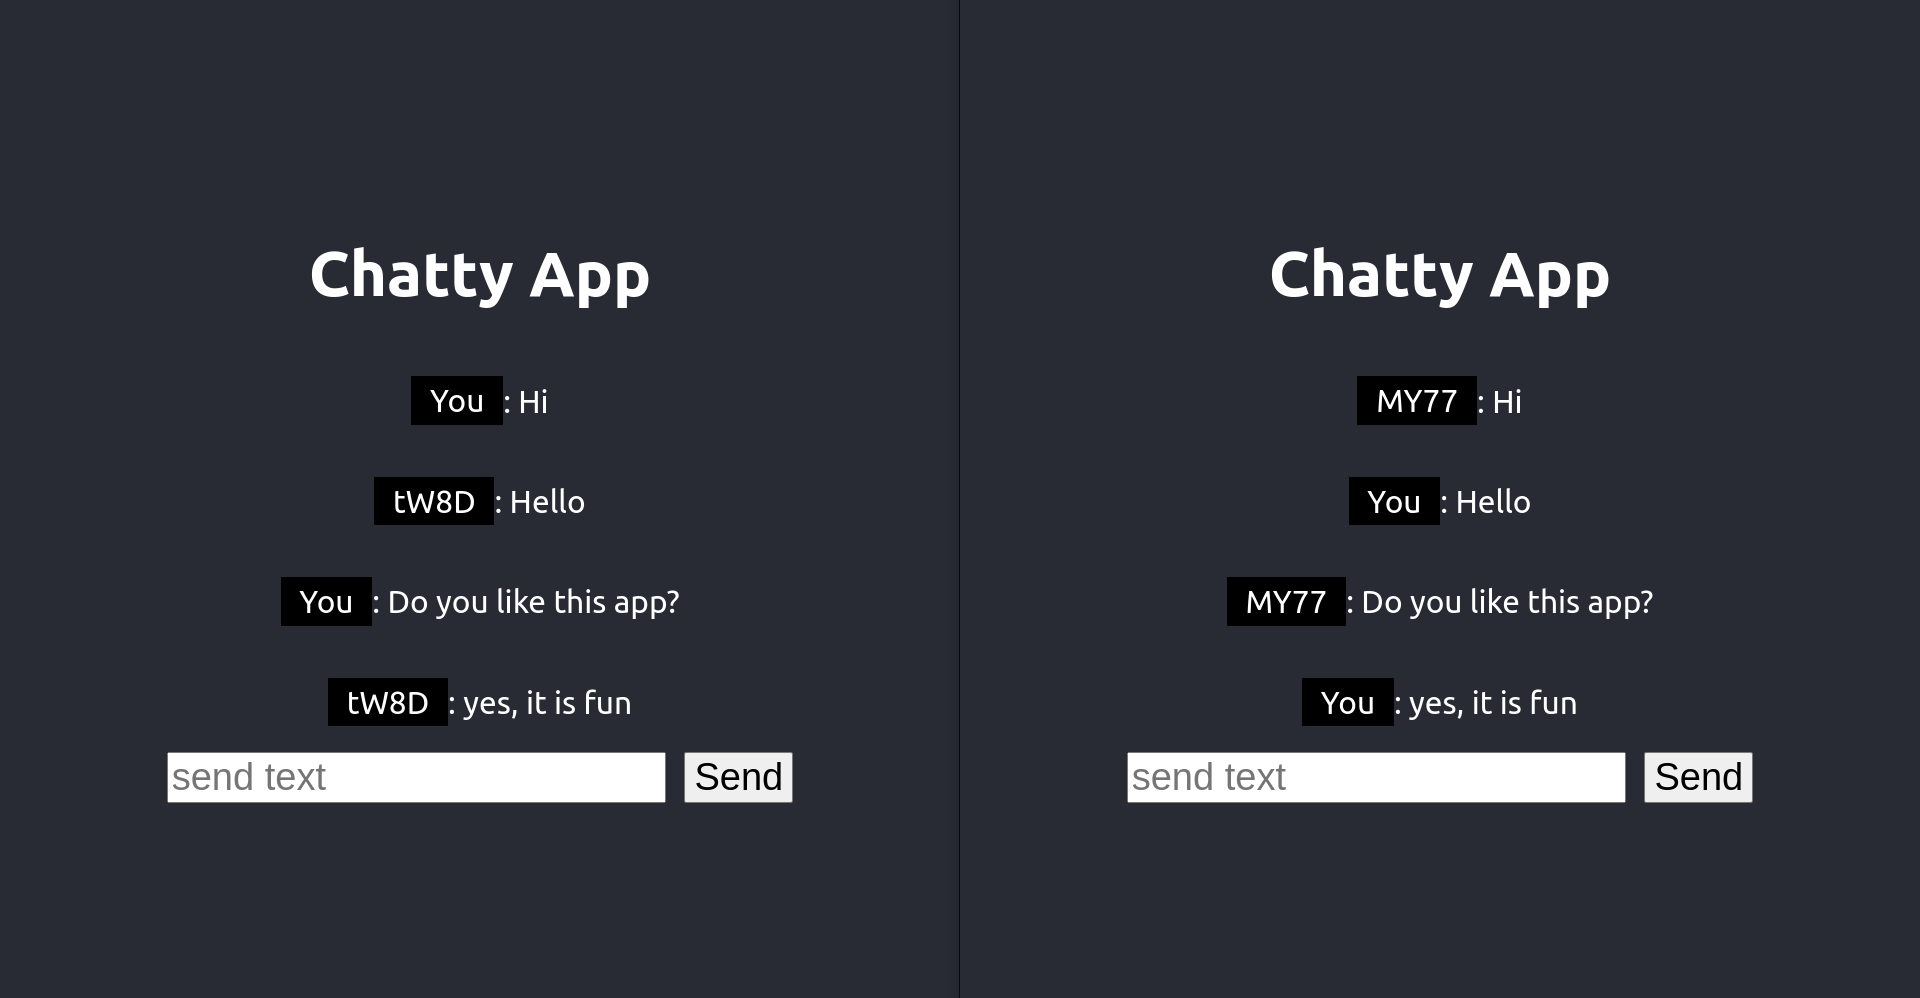 Chatty App
You : Hi
tW8D : Hello
You : Do you like this app?
tW8D : yes, it is fun
send text Send
Chatty App
MY77 : Hi
You : Hello
MY77 : Do you like this app?
You : yes, it is fun
send text Send